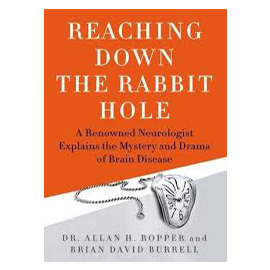 REACHING
DOWN
THE RABBIT
HOLE
A Renowned Neurologist
Explains the Mystery and Drama
of Brain Disease
DR. ALLAN H. ROPPER and
BRIAN DAVID BURRELL